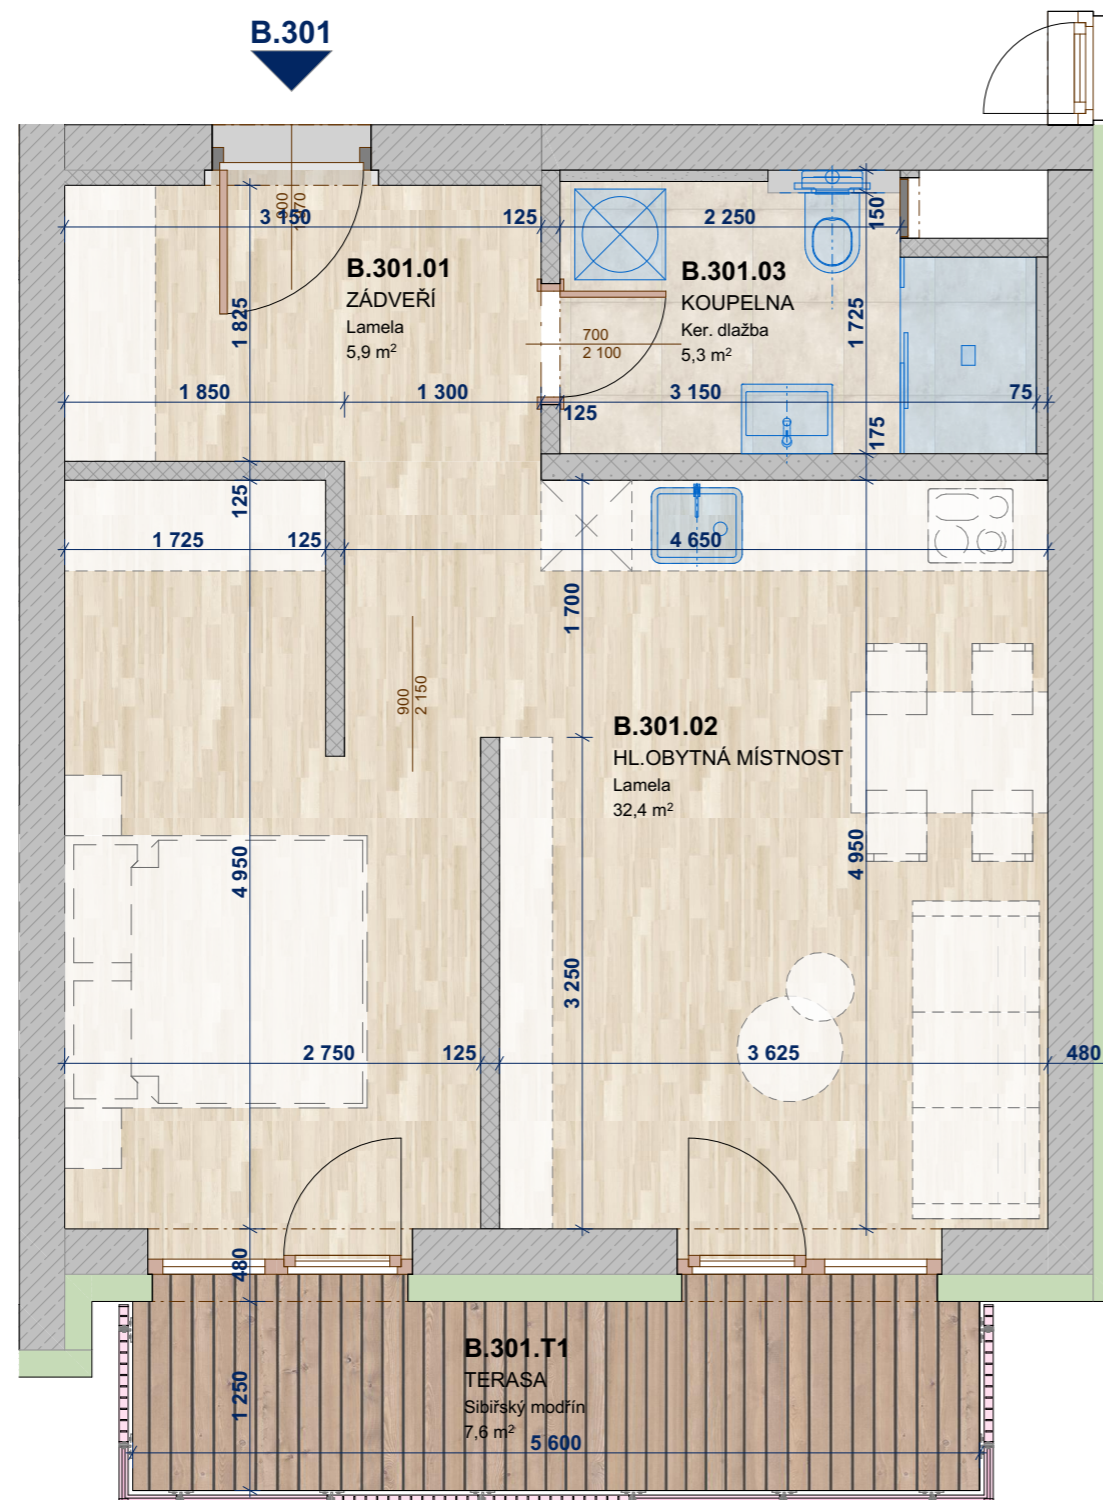 B.301
900
1 970
3 150
125
2 250
150
B.301.01
ZÁDVEŘÍ
Lamela
5,9 m²
B.301.03
KOUPELNA
Ker. dlažba
5,3 m²
1 825
700
2 100
1 725
1 850
1 300
125
3 150
75
175
125
1 725
125
4 650
1 700
900
2 150
B.301.02
HL.OBYTNÁ MÍSTNOST
Lamela
32,4 m²
4 950
4 950
3 250
2 750
125
3 625
480
480
B.301.T1
TERASA
Sibiřský modřín
7,6 m²
1 250
5 600